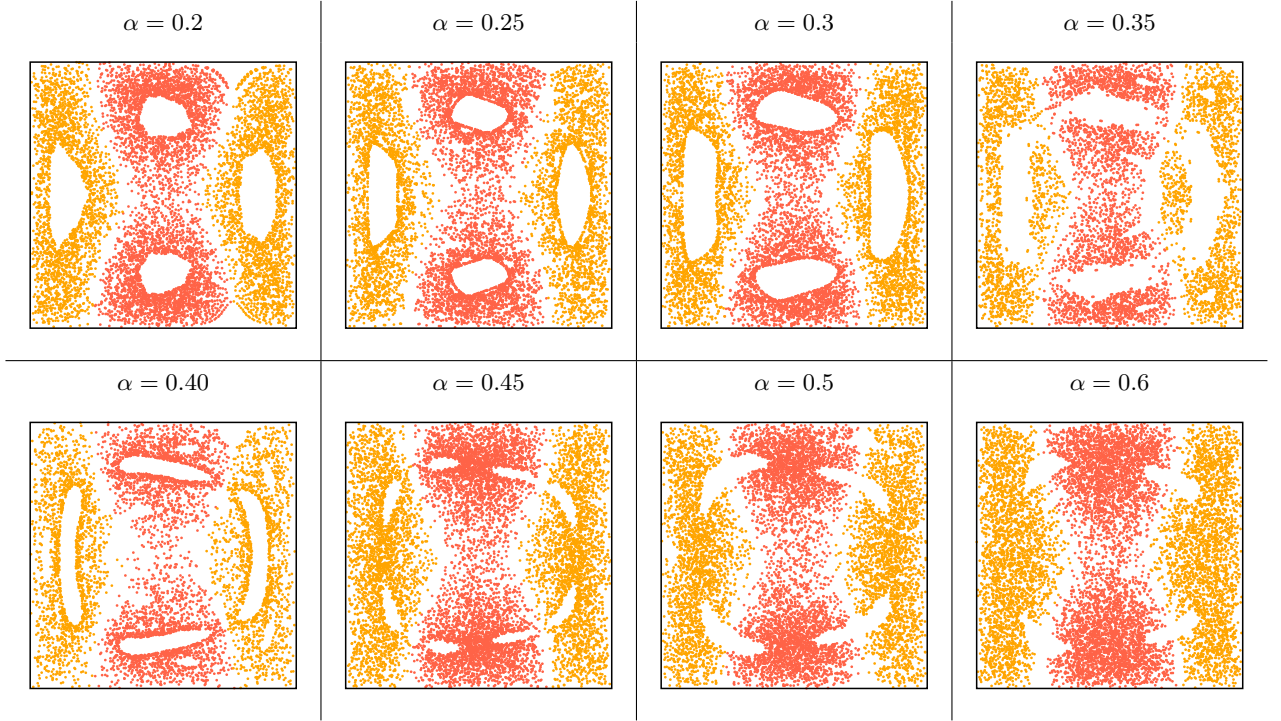 α = 0.2
α = 0.25
α = 0.3
α = 0.35
α = 0.40
α = 0.45
α = 0.5
α = 0.6